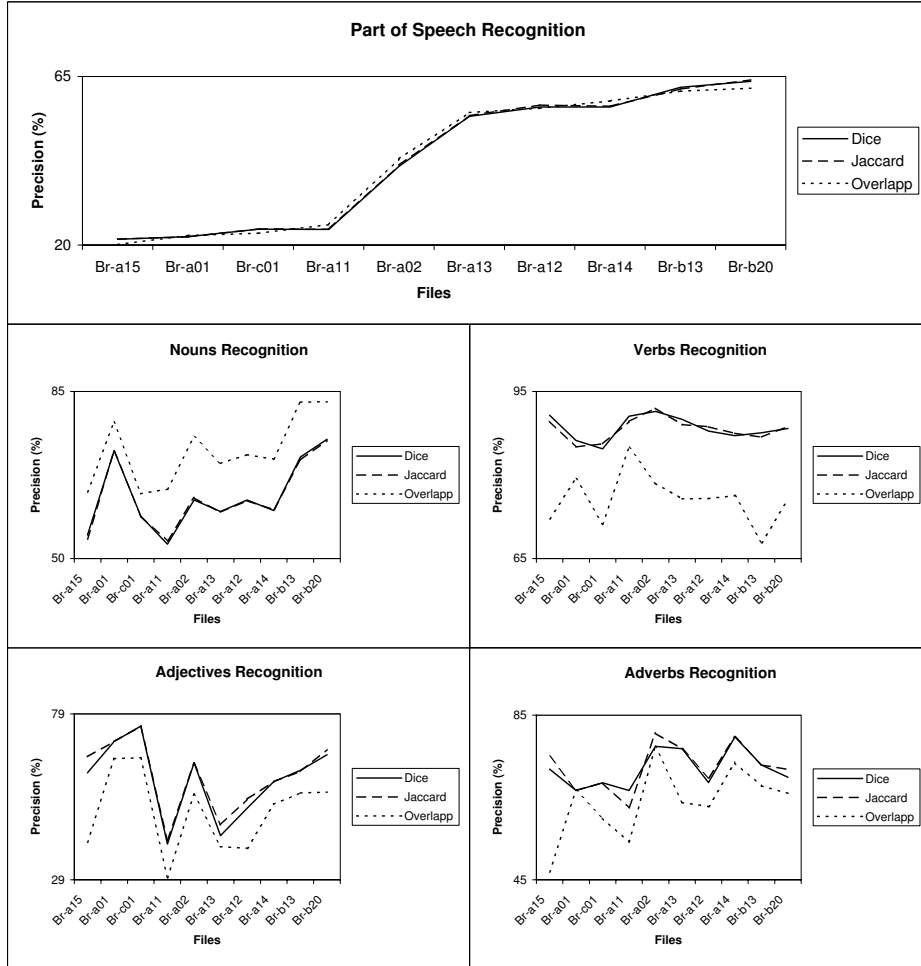 Part of Speech Recognition
65
20
Precision (%)
Br-a15 Br-a01 Br-c01 Br-a11 Br-a02 Br-a13 Br-a12 Br-a14 Br-b13 Br-b20
Files
Dice
Jaccard
Overlapp
Nouns Recognition
85
50
Precision (%)
Br-a15 Br-a01 Br-c01 Br-a11 Br-a02 Br-a13 Br-a12 Br-a14 Br-b13 Br-b20
Files
Dice
Jaccard
Overlapp
Verbs Recognition
95
65
Precision (%)
Br-a15 Br-a01 Br-c01 Br-a11 Br-a02 Br-a13 Br-a12 Br-a14 Br-b13 Br-b20
Files
Dice
Jaccard
Overlapp
Adjectives Recognition
79
29
Precision (%)
Br-a15 Br-a01 Br-c01 Br-a11 Br-a02 Br-a13 Br-a12 Br-a14 Br-b13 Br-b20
Files
Dice
Jaccard
Overlapp
Adverbs Recognition
85
45
Precision (%)
Br-a15 Br-a01 Br-c01 Br-a11 Br-a02 Br-a13 Br-a12 Br-a14 Br-b13 Br-b20
Files
Dice
Jaccard
Overlapp